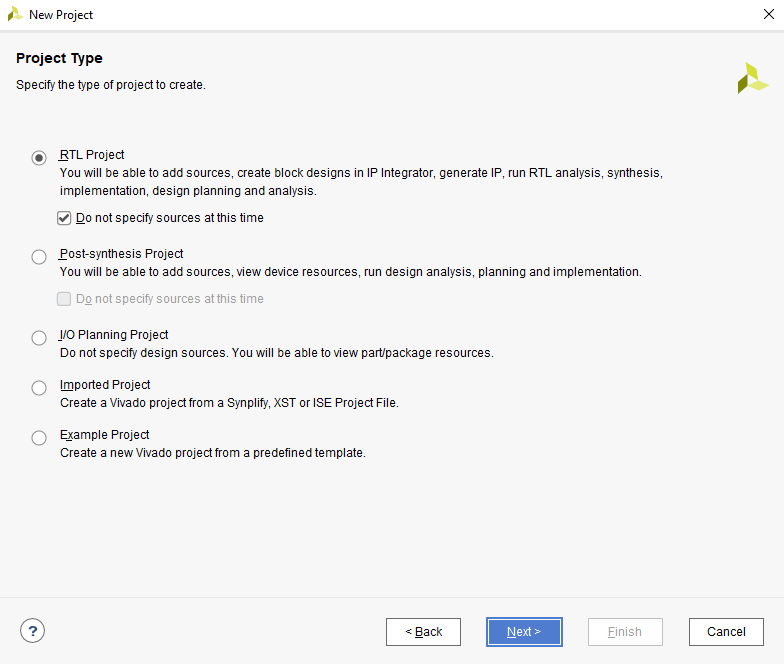 New Project
Project Type
Specify the type of project to create.
RTL Project
You will be able to add sources, create block designs in IP Integrator, generate IP, run RTL analysis, synthesis,
implementation, design planning and analysis.
Do not specify sources at this time
Post-synthesis Project
You will be able to add sources, view device resources, run design analysis, planning and implementation.
Do not specify sources at this time
I/O Planning Project
Do not specify design sources. You will be able to view part/package resources.
Imported Project
Create a Vivado project from a Synplify, XST or ISE Project File.
Example Project
Create a new Vivado project from a predefined template.
? < Back Next > Finish Cancel